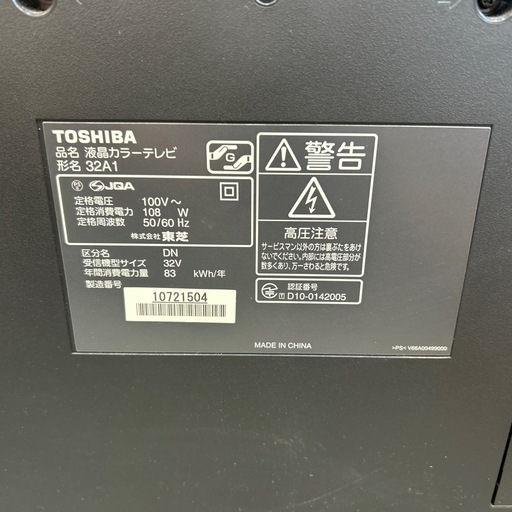 TOSHIBA
品名 液晶カラーテレビ
形名 32A1
G
JQA
定格電圧 100V～
定格消費電力 108 W
定格周波数 50/60 Hz
株式会社 東芝
区分名 DN
受信機型サイズ 32V
年間消費電力量 83 kWh/年
製造番号
10721504
警告
高圧注意
サービスマン以外の方は裏ぶたをあけ
ないでください。内部には高電圧部分が
数多くあり、万一さわると危険です。
認証番号
T D10-0142005
MADE IN CHINA
>PS< V68A00499000